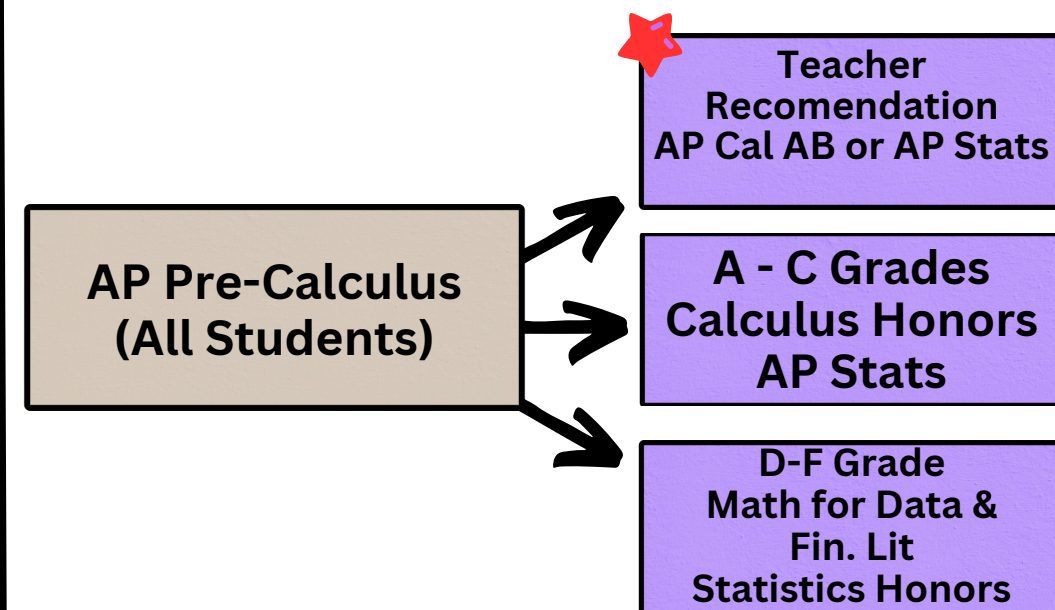 Teacher
Recomendation
AP Cal AB or AP Stats
AP Pre-Calculus
(All Students)
A - C Grades
Calculus Honors
AP Stats
D-F Grade
Math for Data &
Fin. Lit
Statistics Honors